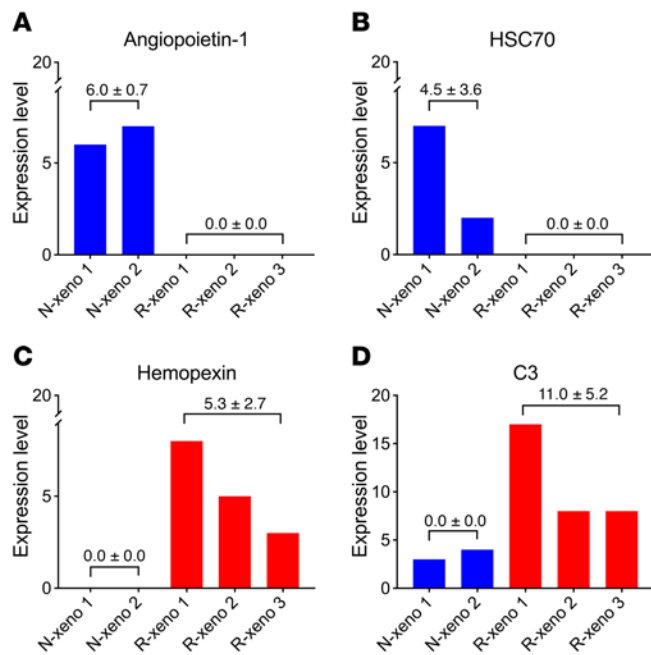 A
Angiopoietin-1
Expression level
20
5
0
6.0 ± 0.7
0.0 ± 0.0
N-xeno 1
N-xeno 2
R-xeno 1
R-xeno 2
R-xeno 3
B
HSC70
Expression level
20
5
0
4.5 ± 3.6
0.0 ± 0.0
N-xeno 1
N-xeno 2
R-xeno 1
R-xeno 2
R-xeno 3
C
Hemopexin
Expression level
20
5
0
5.3 ± 2.7
0.0 ± 0.0
N-xeno 1
N-xeno 2
R-xeno 1
R-xeno 2
R-xeno 3
D
C3
Expression level
20
15
10
5
0
11.0 ± 5.2
0.0 ± 0.0
N-xeno 1
N-xeno 2
R-xeno 1
R-xeno 2
R-xeno 3